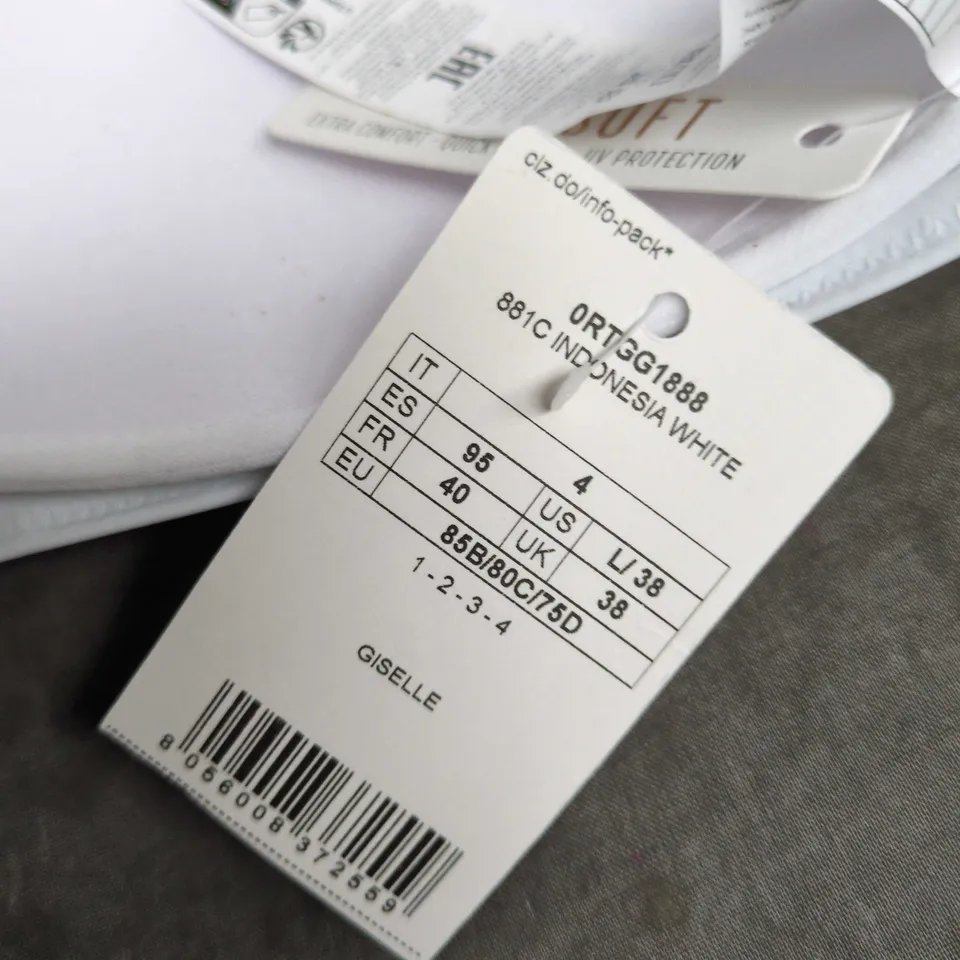 EAC
SOFT
EXTRA COMFORT - QUICK UV PROTECTION
clz.do/info-pack*
0RTGG1888
881C INDONESIA WHITE
IT 4
ES 95 US L/ 38
FR 40 UK 38
EU 85B/80C/75D
1 - 2 - 3 - 4
GISELLE
8 056008 372559